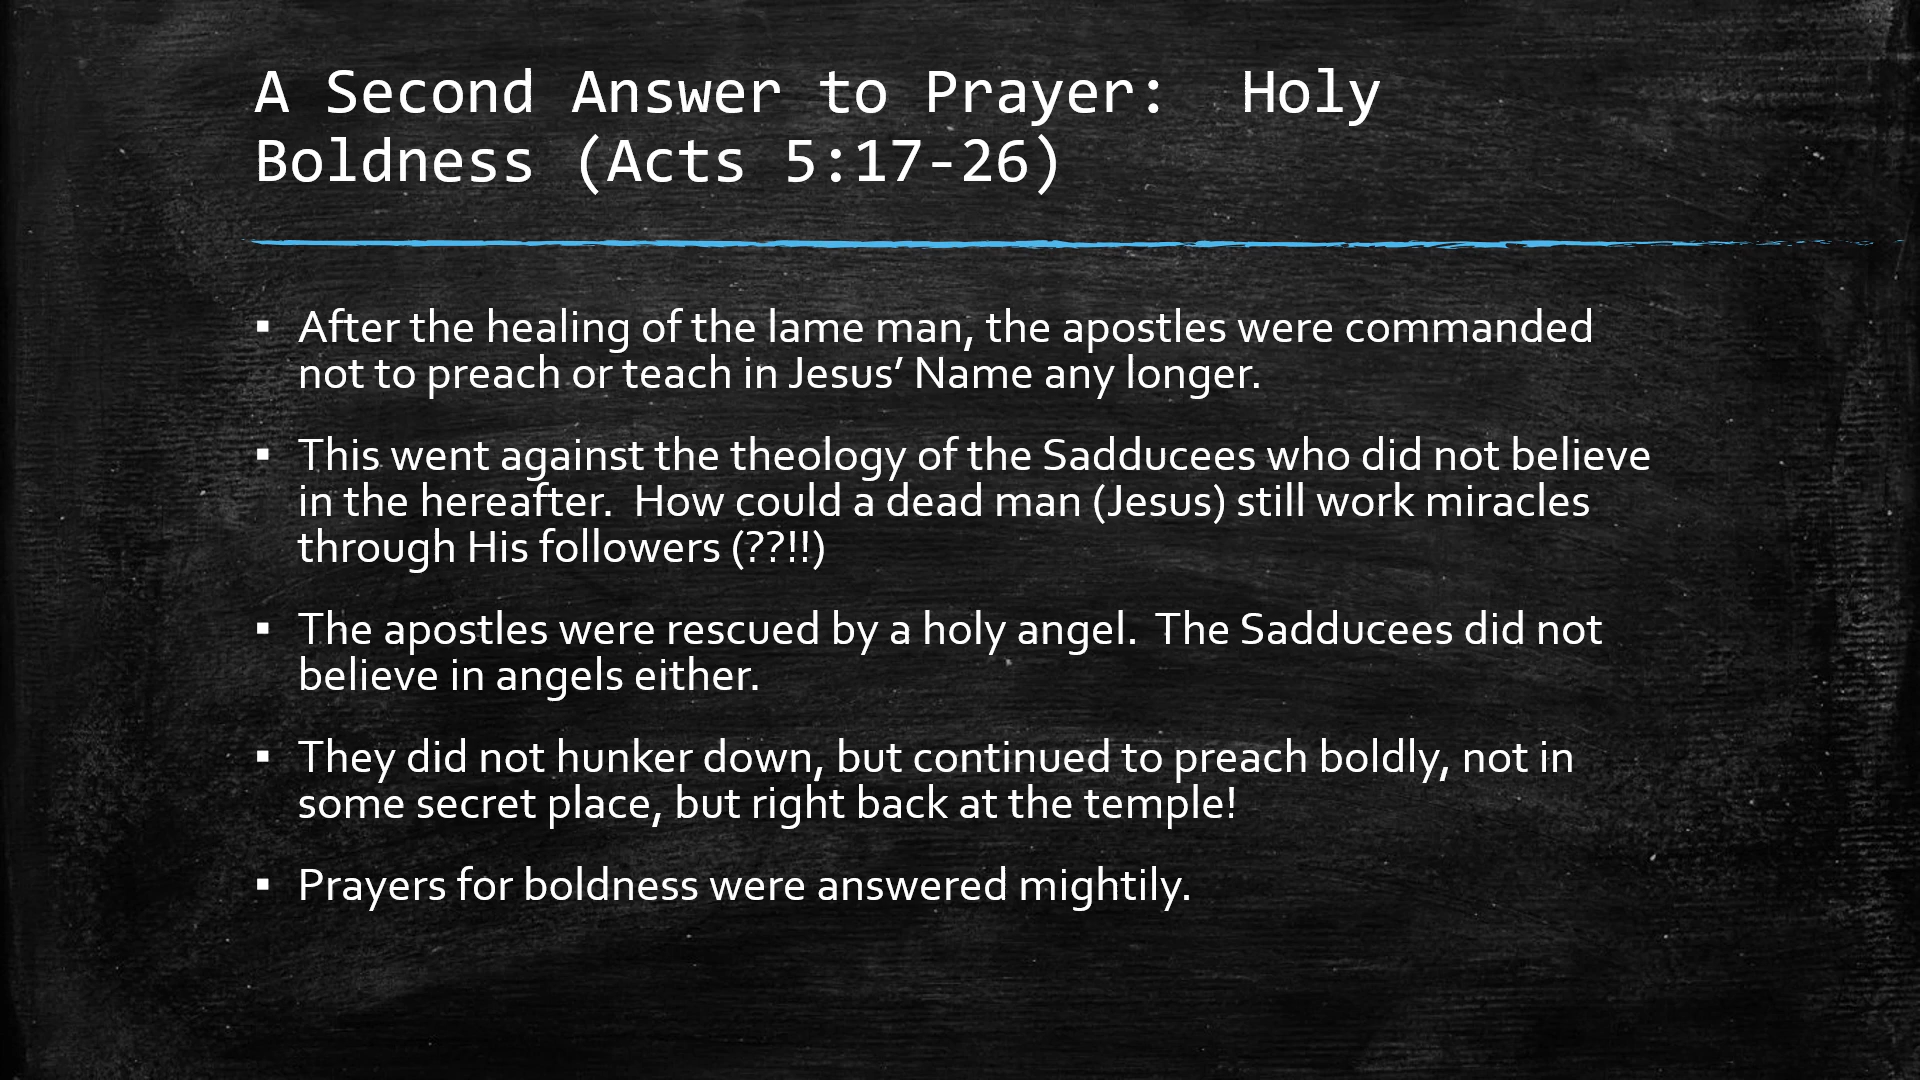 A Second Answer to Prayer:  Holy
Boldness (Acts 5:17-26)
▪ After the healing of the lame man, the apostles were commanded
not to preach or teach in Jesus’ Name any longer.
▪ This went against the theology of the Sadducees who did not believe
in the hereafter.  How could a dead man (Jesus) still work miracles
through His followers (??!!)
▪ The apostles were rescued by a holy angel.  The Sadducees did not
believe in angels either.
▪ They did not hunker down, but continued to preach boldly, not in
some secret place, but right back at the temple!
▪ Prayers for boldness were answered mightily.